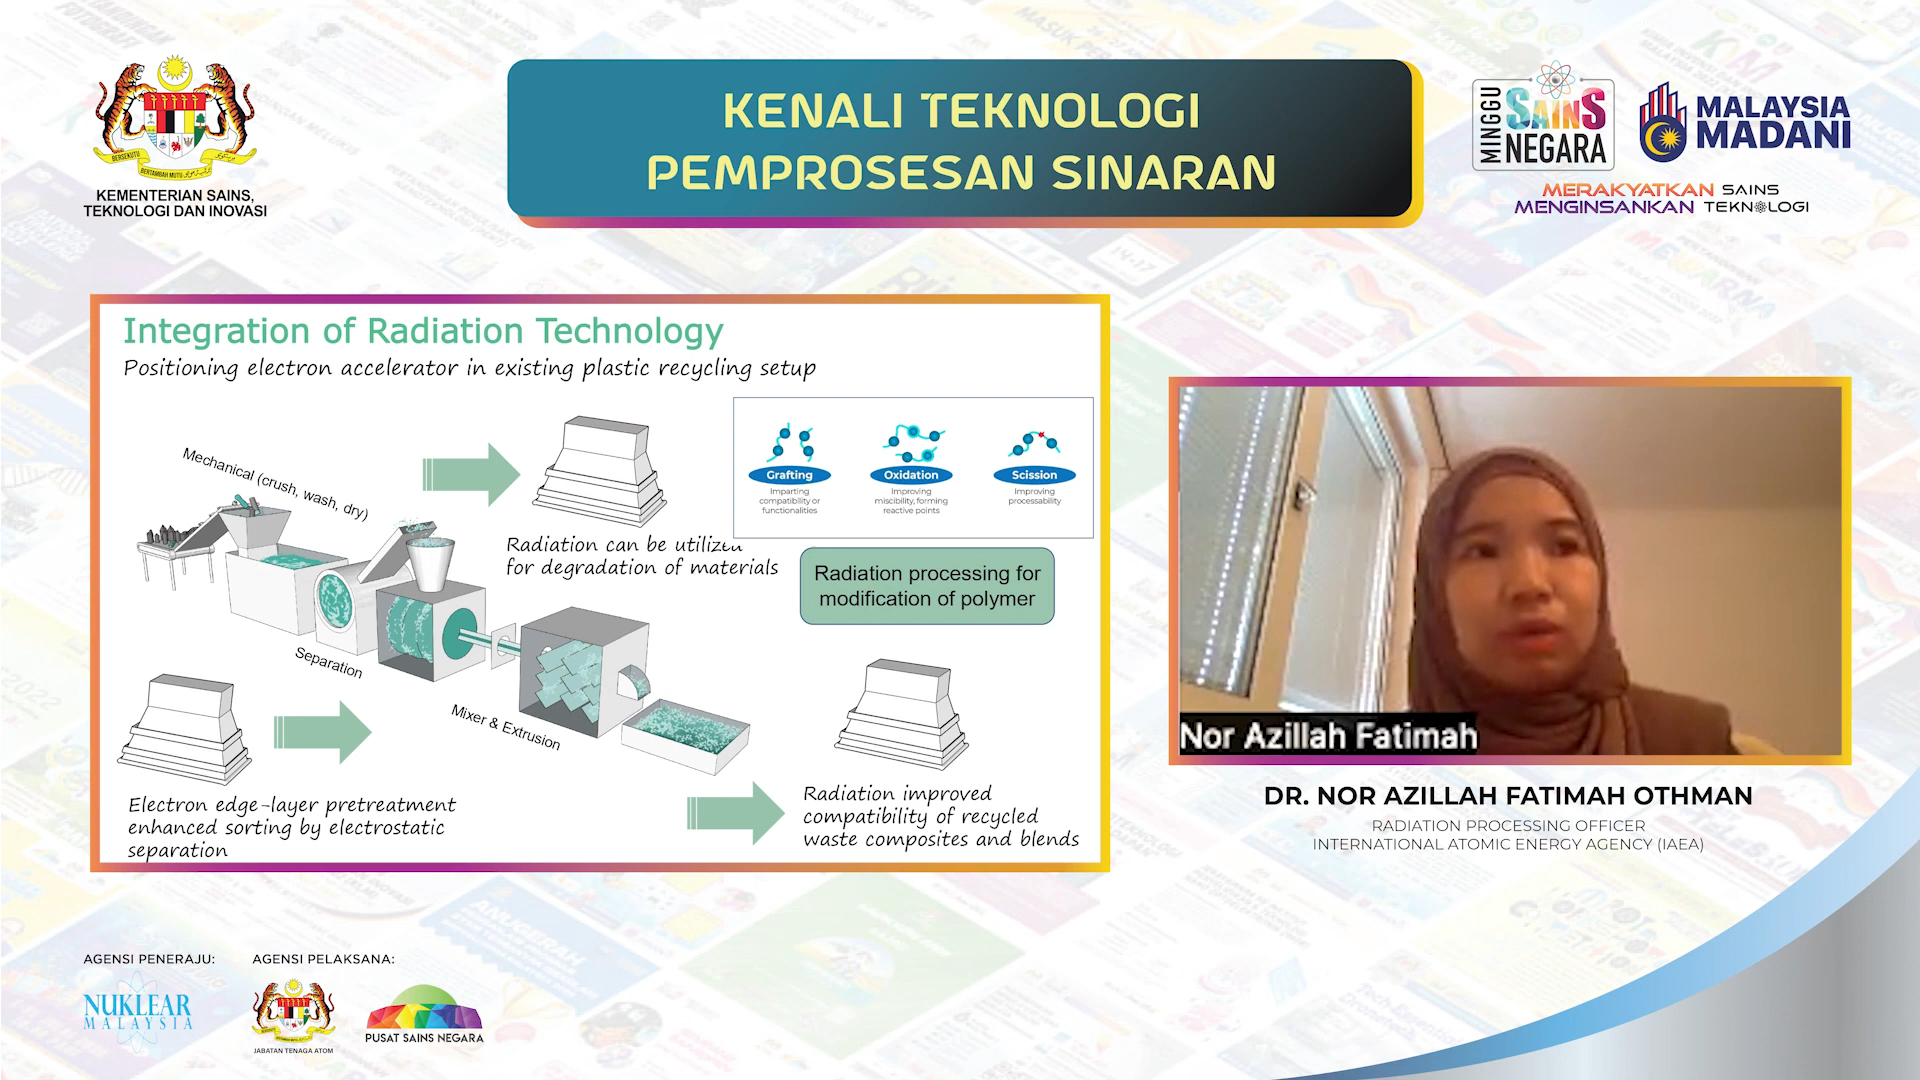 BERSEKUTU
BERTAMBAH MUTU
KEMENTERIAN SAINS,
TEKNOLOGI DAN INOVASI
KENALI TEKNOLOGI
PEMPROSESAN SINARAN
MINGGU
SAINS
NEGARA
MALAYSIA
MADANI
MERAKYATKAN SAINS
MENGINSANKAN TEKNOLOGI
Integration of Radiation Technology
Positioning electron accelerator in existing plastic recycling setup
Mechanical (crush, wash, dry)
Separation
Mixer & Extrusion
Radiation can be utilized
for degradation of materials
Grafting
Imparting
compatibility or
functionalities
Oxidation
Improving
miscibility, forming
reactive points
Scission
Improving
processability
Radiation processing for
modification of polymer
Electron edge-layer pretreatment
enhanced sorting by electrostatic
separation
Radiation improved
compatibility of recycled
waste composites and blends
Nor Azillah Fatimah
DR. NOR AZILLAH FATIMAH OTHMAN
RADIATION PROCESSING OFFICER
INTERNATIONAL ATOMIC ENERGY AGENCY (IAEA)
AGENSI PENERAJU:
NUKLEAR
MALAYSIA
AGENSI PELAKSANA:
JABATAN TENAGA ATOM
PUSAT SAINS NEGARA